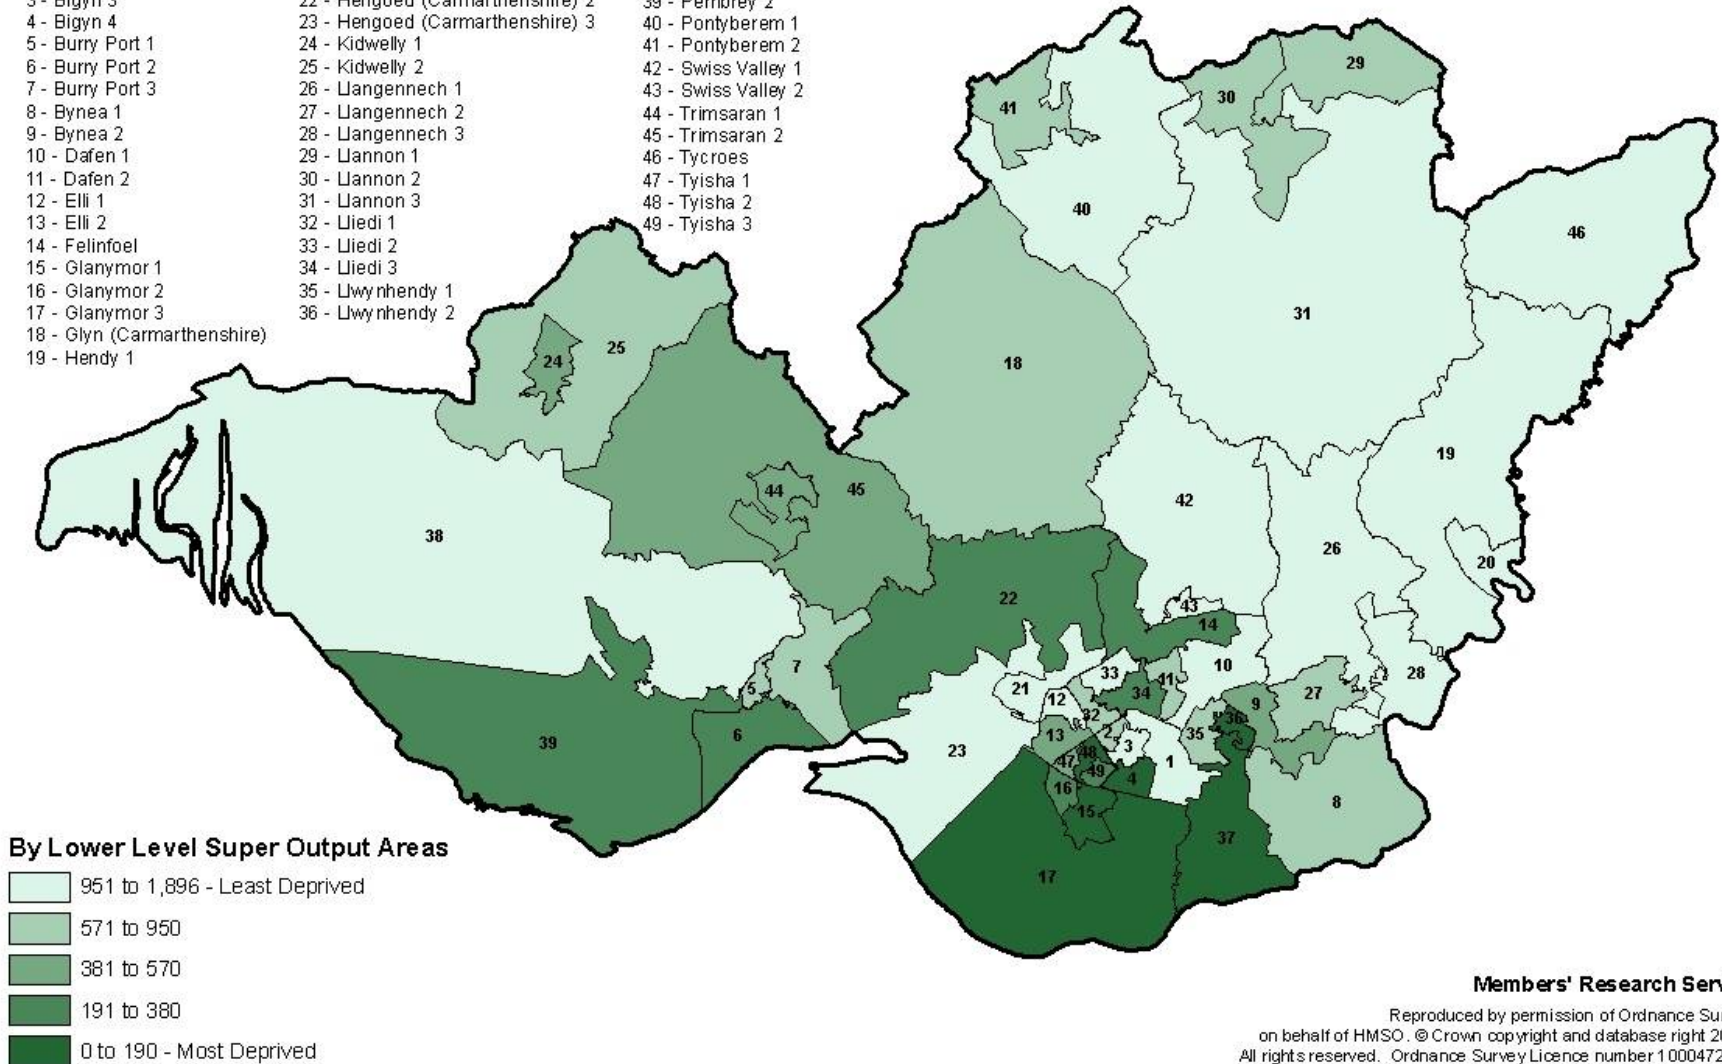 3 - Bigyn 3
4 - Bigyn 4
5 - Burry Port 1
6 - Burry Port 2
7 - Burry Port 3
8 - Bynea 1
9 - Bynea 2
10 - Dafen 1
11 - Dafen 2
12 - Elli 1
13 - Elli 2
14 - Felinfoel
15 - Glanymor 1
16 - Glanymor 2
17 - Glanymor 3
18 - Glyn (Carmarthenshire)
19 - Hendy 1
22 - Hengoed (Carmarthenshire) 2
23 - Hengoed (Carmarthenshire) 3
24 - Kidwelly 1
25 - Kidwelly 2
26 - Llangennech 1
27 - Llangennech 2
28 - Llangennech 3
29 - Llannon 1
30 - Llannon 2
31 - Llannon 3
32 - Lliedi 1
33 - Lliedi 2
34 - Lliedi 3
35 - Llwynhendy 1
36 - Llwynhendy 2
39 - Pembrey 2
40 - Pontyberem 1
41 - Pontyberem 2
42 - Swiss Valley 1
43 - Swiss Valley 2
44 - Trimsaran 1
45 - Trimsaran 2
46 - Tycroes
47 - Tyisha 1
48 - Tyisha 2
49 - Tyisha 3
29
30
41
40
46
31
25
24
18
19
44
45
42
38
26
20
22
43
14
7
5
33
10
11
28
21
34
27
12
9
32
36
6
39
13
2
35
23
3
48
47
1
49
4
16
8
15
37
17
By Lower Level Super Output Areas
951 to 1,896 - Least Deprived
571 to 950
381 to 570
191 to 380
0 to 190 - Most Deprived
Members' Research Serv
Reproduced by permission of Ordnance Su
on behalf of HMSO. © Crown copyright and database right 20
All rights reserved. Ordnance Survey Licence number 1000472